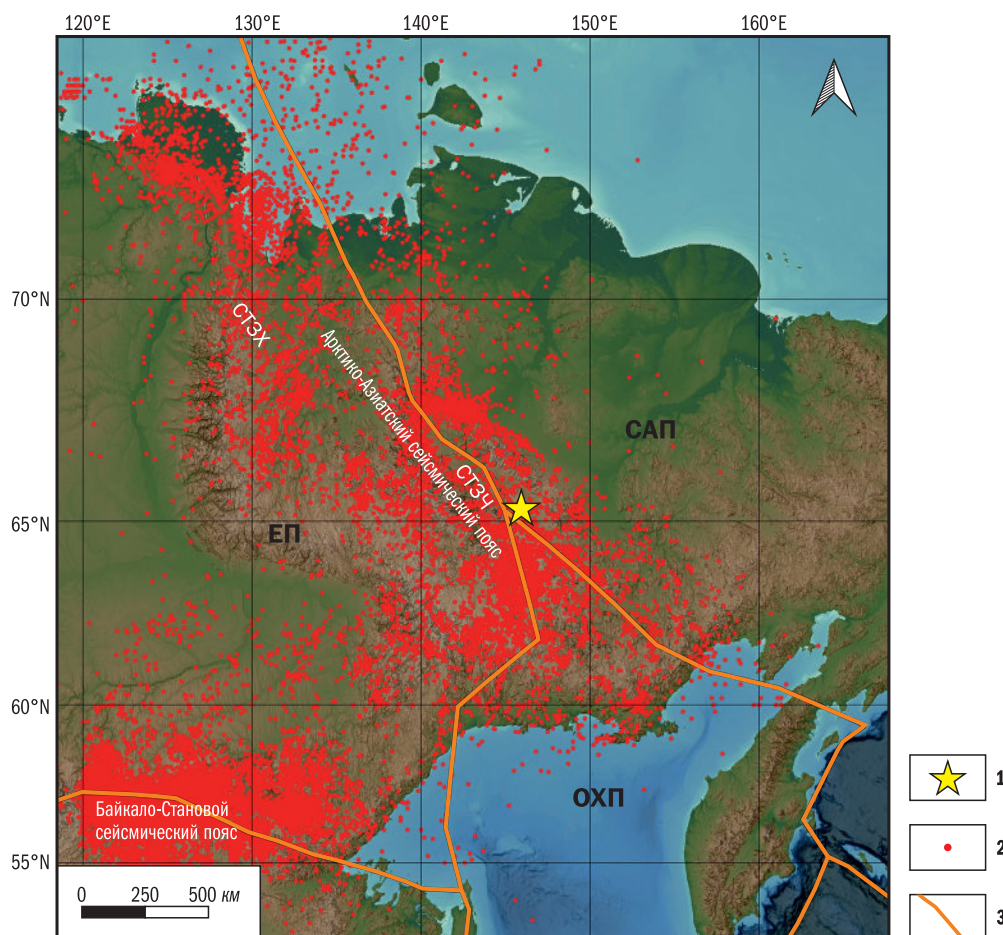 120°E 130°E 140°E 150°E 160°E
70°N
65°N
60°N
55°N
СТЗХ
Арктико-Азиатский сейсмический пояс
САП
СТЗЧ
ЕП
ОХП
Байкало-Становой
сейсмический пояс
0 250 500 км
1
2
3